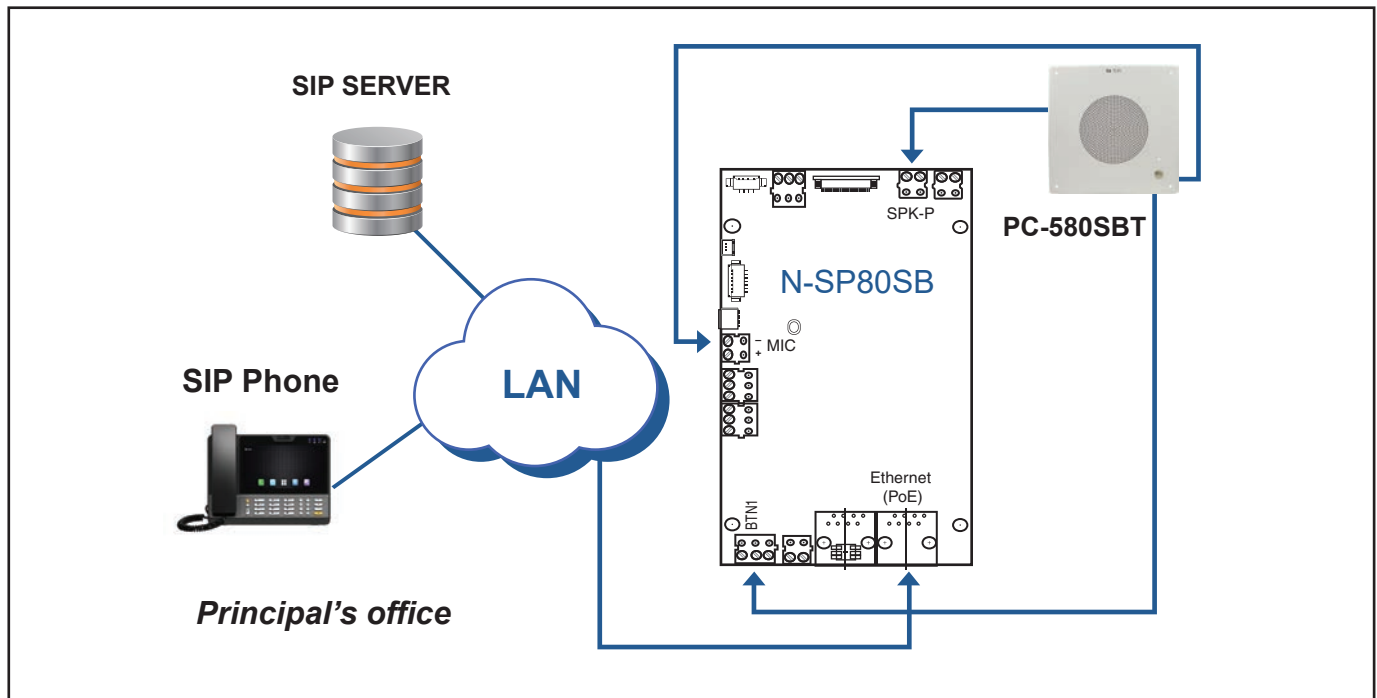 SIP SERVER
SPK-P
PC-580SBT
N-SP80SB
–
+
MIC
SIP Phone
LAN
Ethernet
(PoE)
BTN1
Principal's office